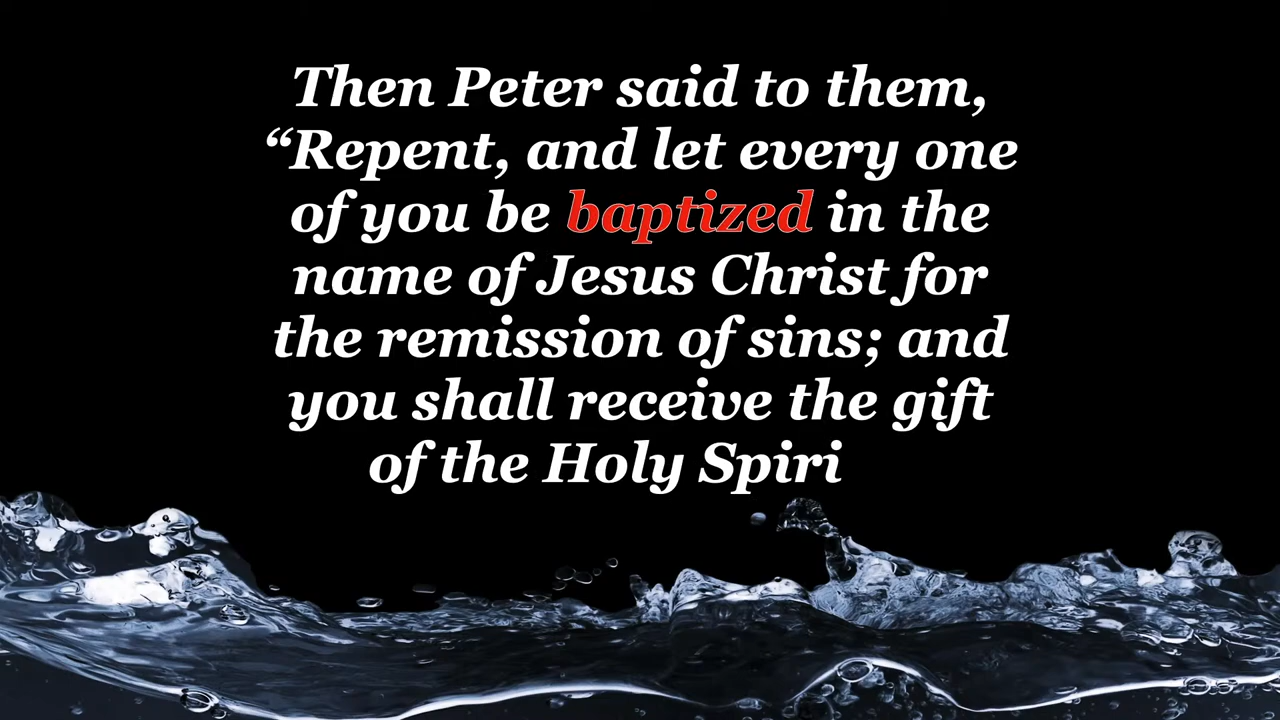 Then Peter said to them,
“Repent, and let every one
of you be baptized in the
name of Jesus Christ for
the remission of sins; and
you shall receive the gift
of the Holy Spiri